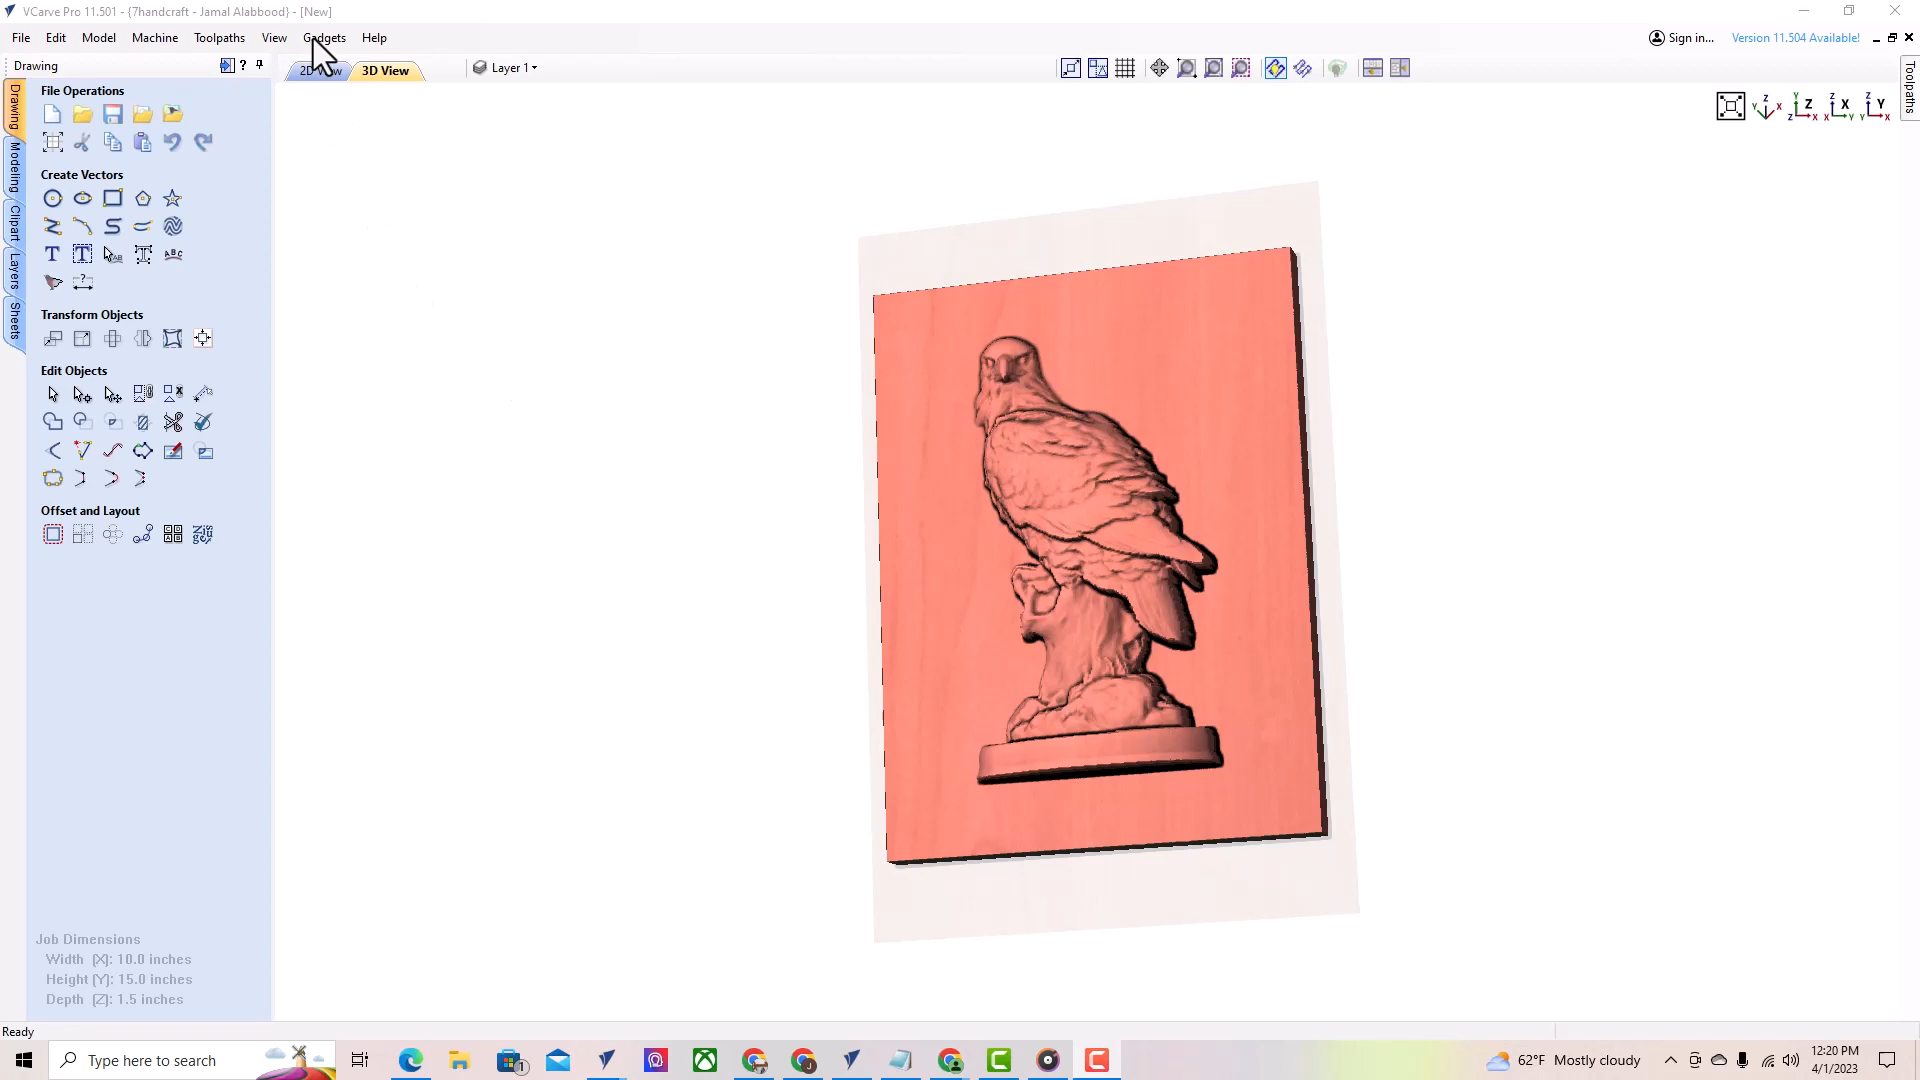 VCarve Pro 11.501 - {7handcraft - Jamal Alabbood} - [New]
File Edit Model Machine Toolpaths View Gadgets Help
Sign in... Version 11.504 Available!
Drawing
2D View 3D View Layer 1
Toolpaths
Drawing
Modeling
Clipart
Layers
Sheets
File Operations
Create Vectors
Transform Objects
Edit Objects
Offset and Layout
Job Dimensions
Width (X): 10.0 inches
Height (Y): 15.0 inches
Depth (Z): 1.5 inches
Ready
Type here to search
62°F Mostly cloudy
12:20 PM
4/1/2023